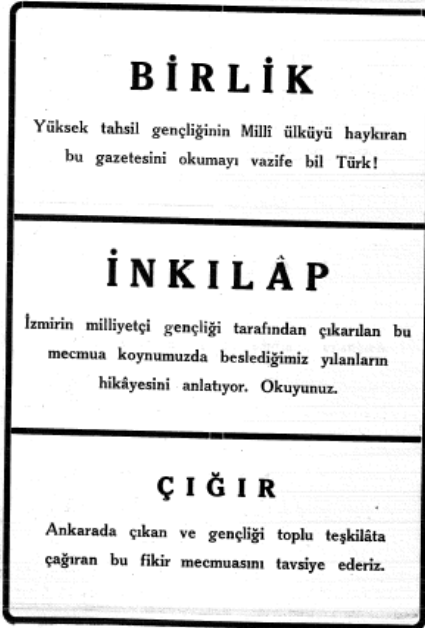 BİRLİK
Yüksek tahsil gençliğinin Millî ülküyü haykıran
bu gazetesini okumayı vazife bil Türk!
İNKILÂP
İzmirin milliyetçi gençliği tarafından çıkarılan bu
mecmua koynumuzda beslediğimiz yılanların
hikâyesini anlatıyor. Okuyunuz.
ÇIĞIR
Ankarada çıkan ve gençliği toplu teşkilâta
çağıran bu fikir mecmuasını tavsiye ederiz.